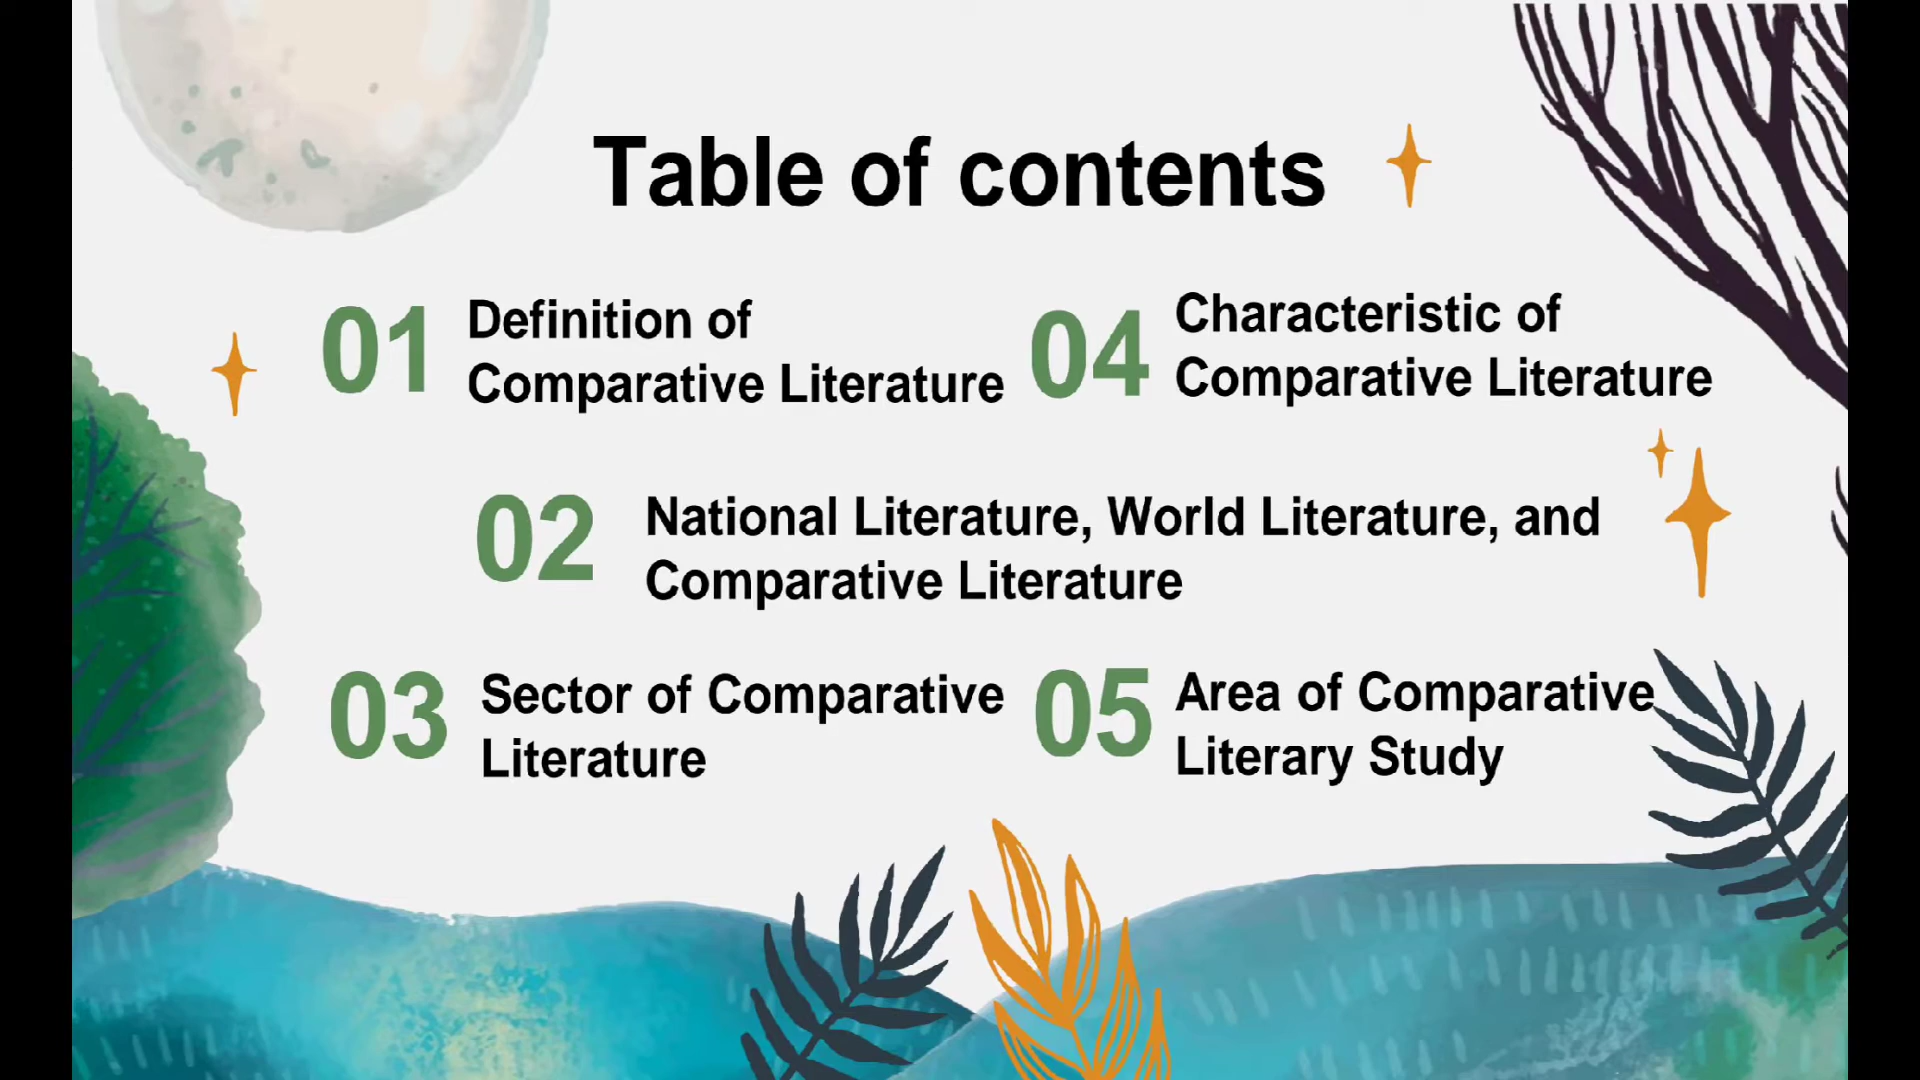 Table of contents
01
Definition of
Comparative Literature
02
National Literature, World Literature, and
Comparative Literature
03
Sector of Comparative
Literature
04
Characteristic of
Comparative Literature
05
Area of Comparative
Literary Study